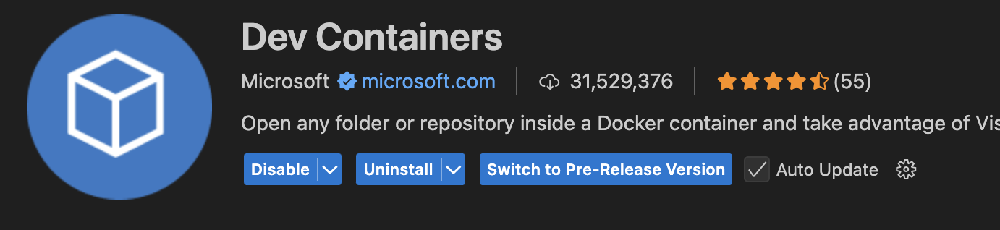 Dev Containers
Microsoft microsoft.com 31,529,376 (55)
Open any folder or repository inside a Docker container and take advantage of Vis
Disable Uninstall Switch to Pre-Release Version Auto Update